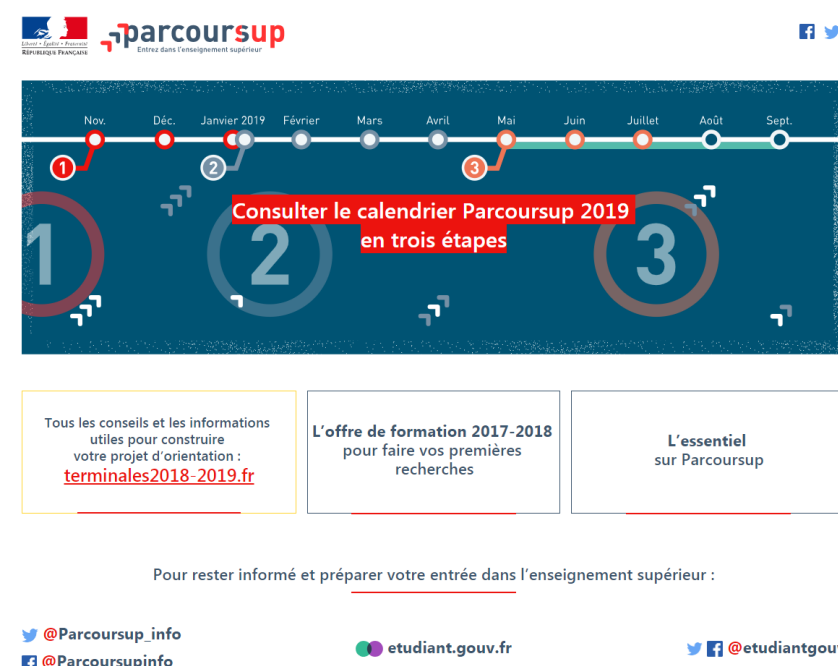 Liberté • Égalité • Fraternité
RÉPUBLIQUE FRANÇAISE
parcoursup
Entrez dans l'enseignement supérieur
Nov. Déc. Janvier 2019 Février Mars Avril Mai Juin Juillet Août Sept.
1 2 3
Consulter le calendrier Parcoursup 2019
en trois étapes
1 2 3
Tous les conseils et les informations
utiles pour construire
votre projet d'orientation :
terminales2018-2019.fr
L'offre de formation 2017-2018
pour faire vos premières
recherches
L'essentiel
sur Parcoursup
Pour rester informé et préparer votre entrée dans l'enseignement supérieur :
@Parcoursup_info
@Parcoursupinfo
etudiant.gouv.fr
@etudiantgou